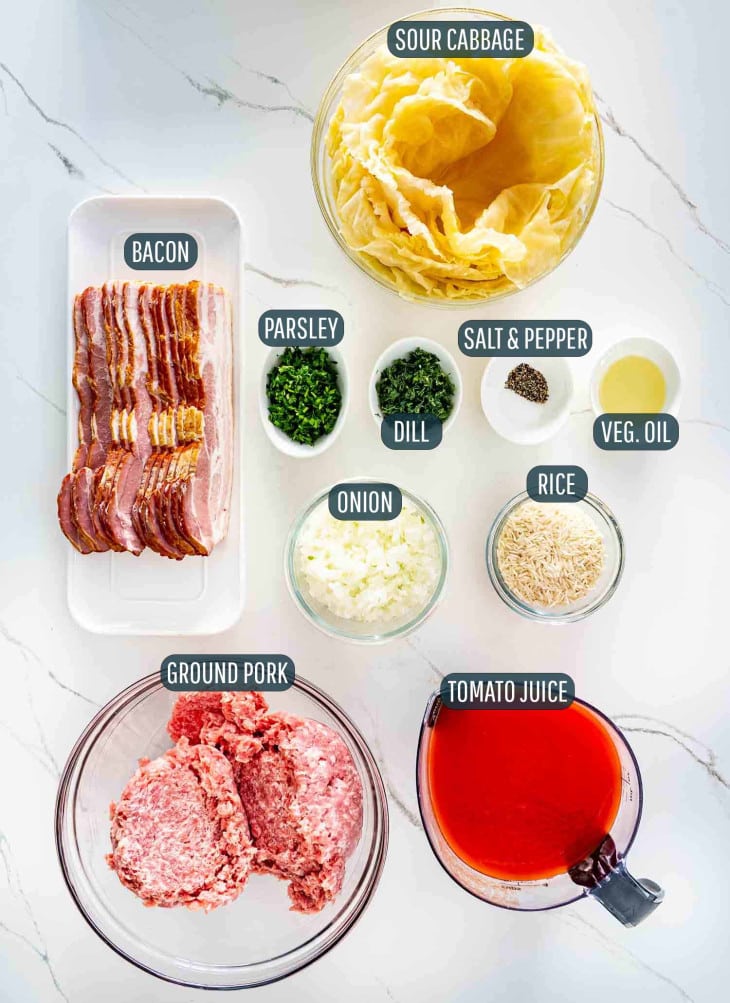 SOUR CABBAGE
BACON
PARSLEY
SALT & PEPPER
DILL
VEG. OIL
ONION
RICE
GROUND PORK
TOMATO JUICE